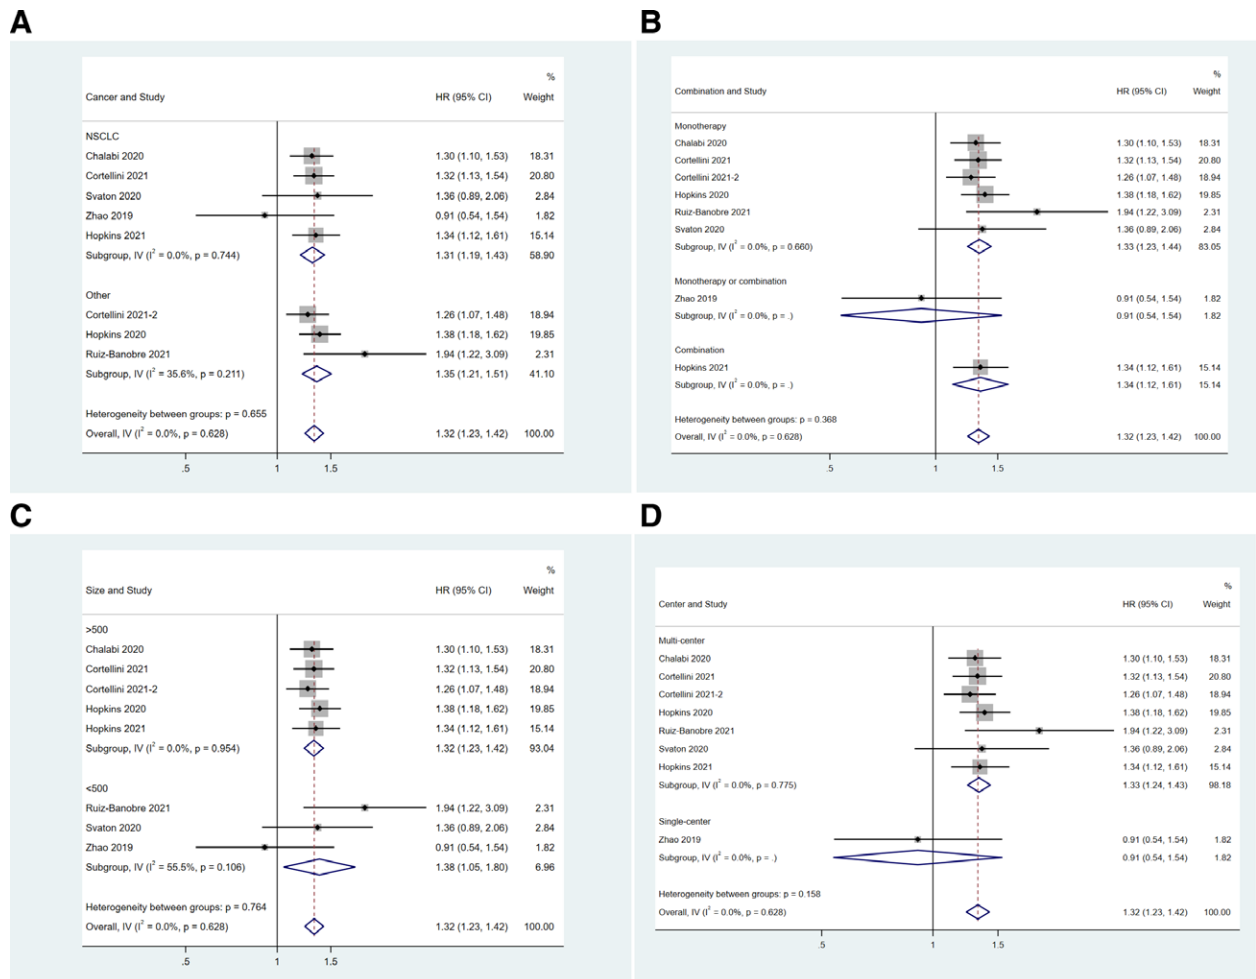 A
%
Cancer and Study HR (95% CI) Weight
NSCLC
Chalabi 2020 1.30 (1.10, 1.53) 18.31
Cortellini 2021 1.32 (1.13, 1.54) 20.80
Svaton 2020 1.36 (0.89, 2.06) 2.84
Zhao 2019 0.91 (0.54, 1.54) 1.82
Hopkins 2021 1.34 (1.12, 1.61) 15.14
Subgroup, IV (I² = 0.0%, p = 0.744) 1.31 (1.19, 1.43) 58.90
Other
Cortellini 2021-2 1.26 (1.07, 1.48) 18.94
Hopkins 2020 1.38 (1.18, 1.62) 19.85
Ruiz-Banobre 2021 1.94 (1.22, 3.09) 2.31
Subgroup, IV (I² = 35.6%, p = 0.211) 1.35 (1.21, 1.51) 41.10
Heterogeneity between groups: p = 0.655
Overall, IV (I² = 0.0%, p = 0.628) 1.32 (1.23, 1.42) 100.00
.5 1 1.5
B
%
Combination and Study HR (95% CI) Weight
Monotherapy
Chalabi 2020 1.30 (1.10, 1.53) 18.31
Cortellini 2021 1.32 (1.13, 1.54) 20.80
Cortellini 2021-2 1.26 (1.07, 1.48) 18.94
Hopkins 2020 1.38 (1.18, 1.62) 19.85
Ruiz-Banobre 2021 1.94 (1.22, 3.09) 2.31
Svaton 2020 1.36 (0.89, 2.06) 2.84
Subgroup, IV (I² = 0.0%, p = 0.660) 1.33 (1.23, 1.44) 83.05
Monotherapy or combination
Zhao 2019 0.91 (0.54, 1.54) 1.82
Subgroup, IV (I² = 0.0%, p = .) 0.91 (0.54, 1.54) 1.82
Combination
Hopkins 2021 1.34 (1.12, 1.61) 15.14
Subgroup, IV (I² = 0.0%, p = .) 1.34 (1.12, 1.61) 15.14
Heterogeneity between groups: p = 0.368
Overall, IV (I² = 0.0%, p = 0.628) 1.32 (1.23, 1.42) 100.00
.5 1 1.5
C
%
Size and Study HR (95% CI) Weight
>500
Chalabi 2020 1.30 (1.10, 1.53) 18.31
Cortellini 2021 1.32 (1.13, 1.54) 20.80
Cortellini 2021-2 1.26 (1.07, 1.48) 18.94
Hopkins 2020 1.38 (1.18, 1.62) 19.85
Hopkins 2021 1.34 (1.12, 1.61) 15.14
Subgroup, IV (I² = 0.0%, p = 0.954) 1.32 (1.23, 1.42) 93.04
<500
Ruiz-Banobre 2021 1.94 (1.22, 3.09) 2.31
Svaton 2020 1.36 (0.89, 2.06) 2.84
Zhao 2019 0.91 (0.54, 1.54) 1.82
Subgroup, IV (I² = 55.5%, p = 0.106) 1.38 (1.05, 1.80) 6.96
Heterogeneity between groups: p = 0.764
Overall, IV (I² = 0.0%, p = 0.628) 1.32 (1.23, 1.42) 100.00
.5 1 1.5
D
%
Center and Study HR (95% CI) Weight
Multi-center
Chalabi 2020 1.30 (1.10, 1.53) 18.31
Cortellini 2021 1.32 (1.13, 1.54) 20.80
Cortellini 2021-2 1.26 (1.07, 1.48) 18.94
Hopkins 2020 1.38 (1.18, 1.62) 19.85
Ruiz-Banobre 2021 1.94 (1.22, 3.09) 2.31
Svaton 2020 1.36 (0.89, 2.06) 2.84
Hopkins 2021 1.34 (1.12, 1.61) 15.14
Subgroup, IV (I² = 0.0%, p = 0.775) 1.33 (1.24, 1.43) 98.18
Single-center
Zhao 2019 0.91 (0.54, 1.54) 1.82
Subgroup, IV (I² = 0.0%, p = .) 0.91 (0.54, 1.54) 1.82
Heterogeneity between groups: p = 0.158
Overall, IV (I² = 0.0%, p = 0.628) 1.32 (1.23, 1.42) 100.00
.5 1 1.5